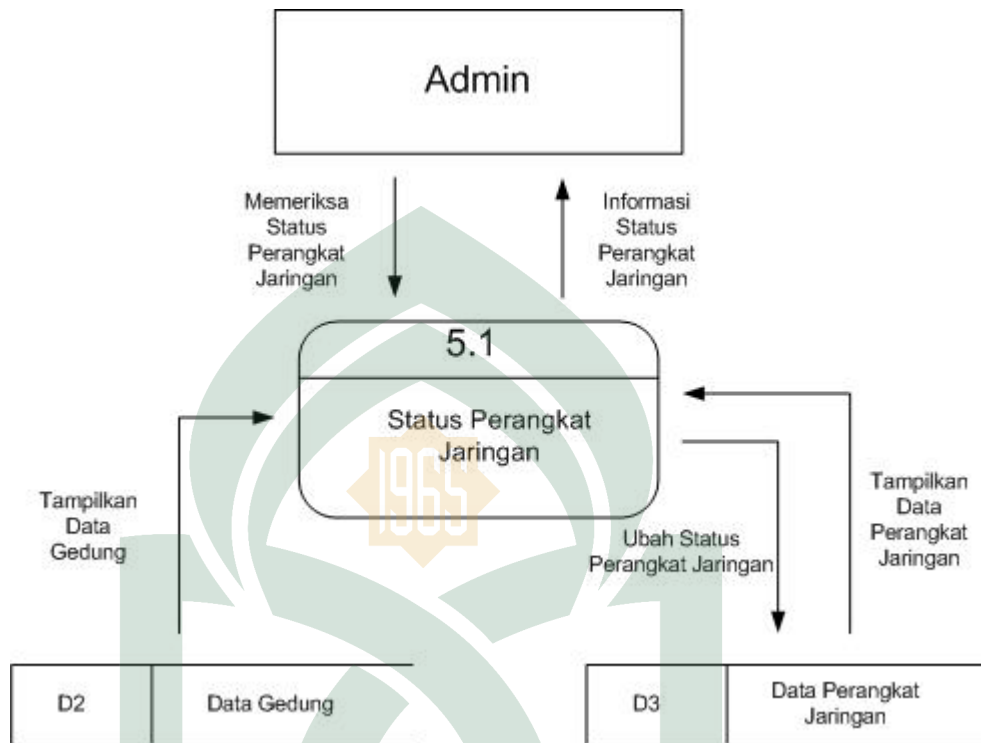 Admin
Memeriksa
Status
Perangkat
Jaringan
Informasi
Status
Perangkat
Jaringan
5.1
Status Perangkat
Jaringan
1965
Tampilkan
Data
Gedung
Ubah Status
Perangkat Jaringan
Tampilkan
Data
Perangkat
Jaringan
D2
Data Gedung
D3
Data Perangkat
Jaringan